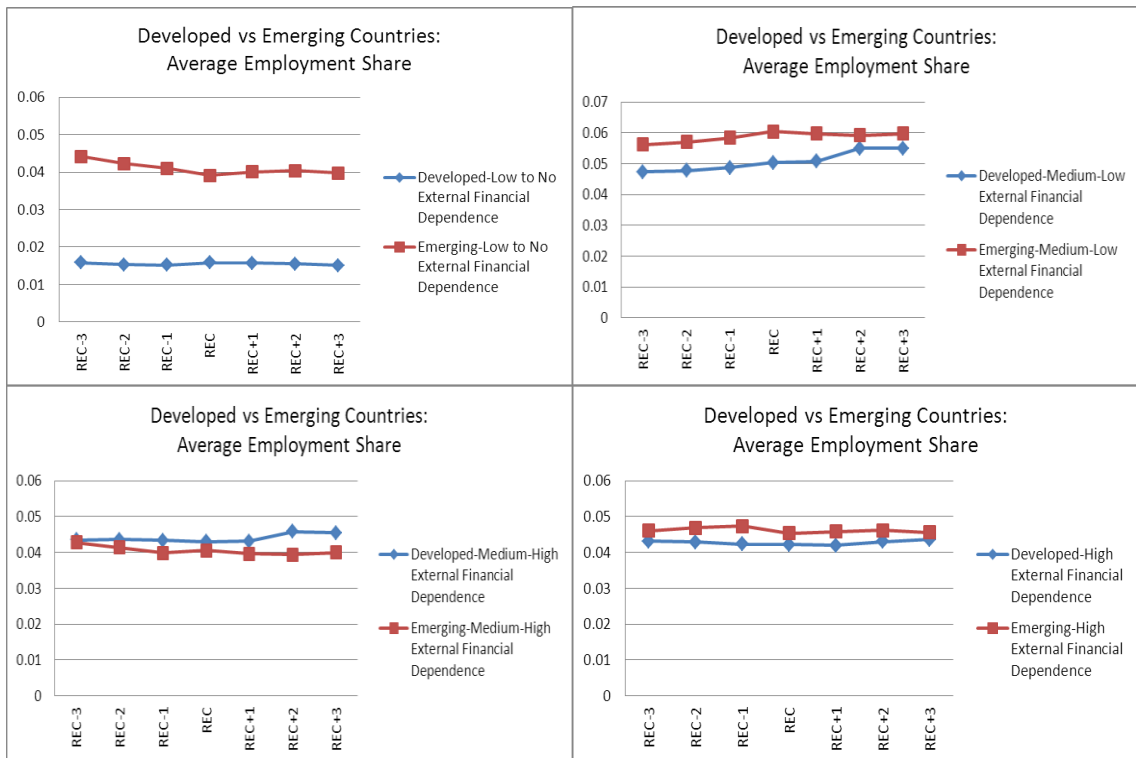 Developed vs Emerging Countries:
Average Employment Share
0.06
0.05
0.04
0.03
0.02
0.01
0
REC-3
REC-2
REC-1
REC
REC+1
REC+2
REC+3
Developed-Low to No
External Financial
Dependence
Emerging-Low to No
External Financial
Dependence
Developed vs Emerging Countries:
Average Employment Share
0.07
0.06
0.05
0.04
0.03
0.02
0.01
0
REC-3
REC-2
REC-1
REC
REC+1
REC+2
REC+3
Developed-Medium-Low
External Financial
Dependence
Emerging-Medium-Low
External Financial
Dependence
Developed vs Emerging Countries:
Average Employment Share
0.06
0.05
0.04
0.03
0.02
0.01
0
REC-3
REC-2
REC-1
REC
REC+1
REC+2
REC+3
Developed-Medium-High
External Financial
Dependence
Emerging-Medium-High
External Financial
Dependence
Developed vs Emerging Countries:
Average Employment Share
0.06
0.05
0.04
0.03
0.02
0.01
0
REC-3
REC-2
REC-1
REC
REC+1
REC+2
REC+3
Developed-High
External Financial
Dependence
Emerging-High
External Financial
Dependence